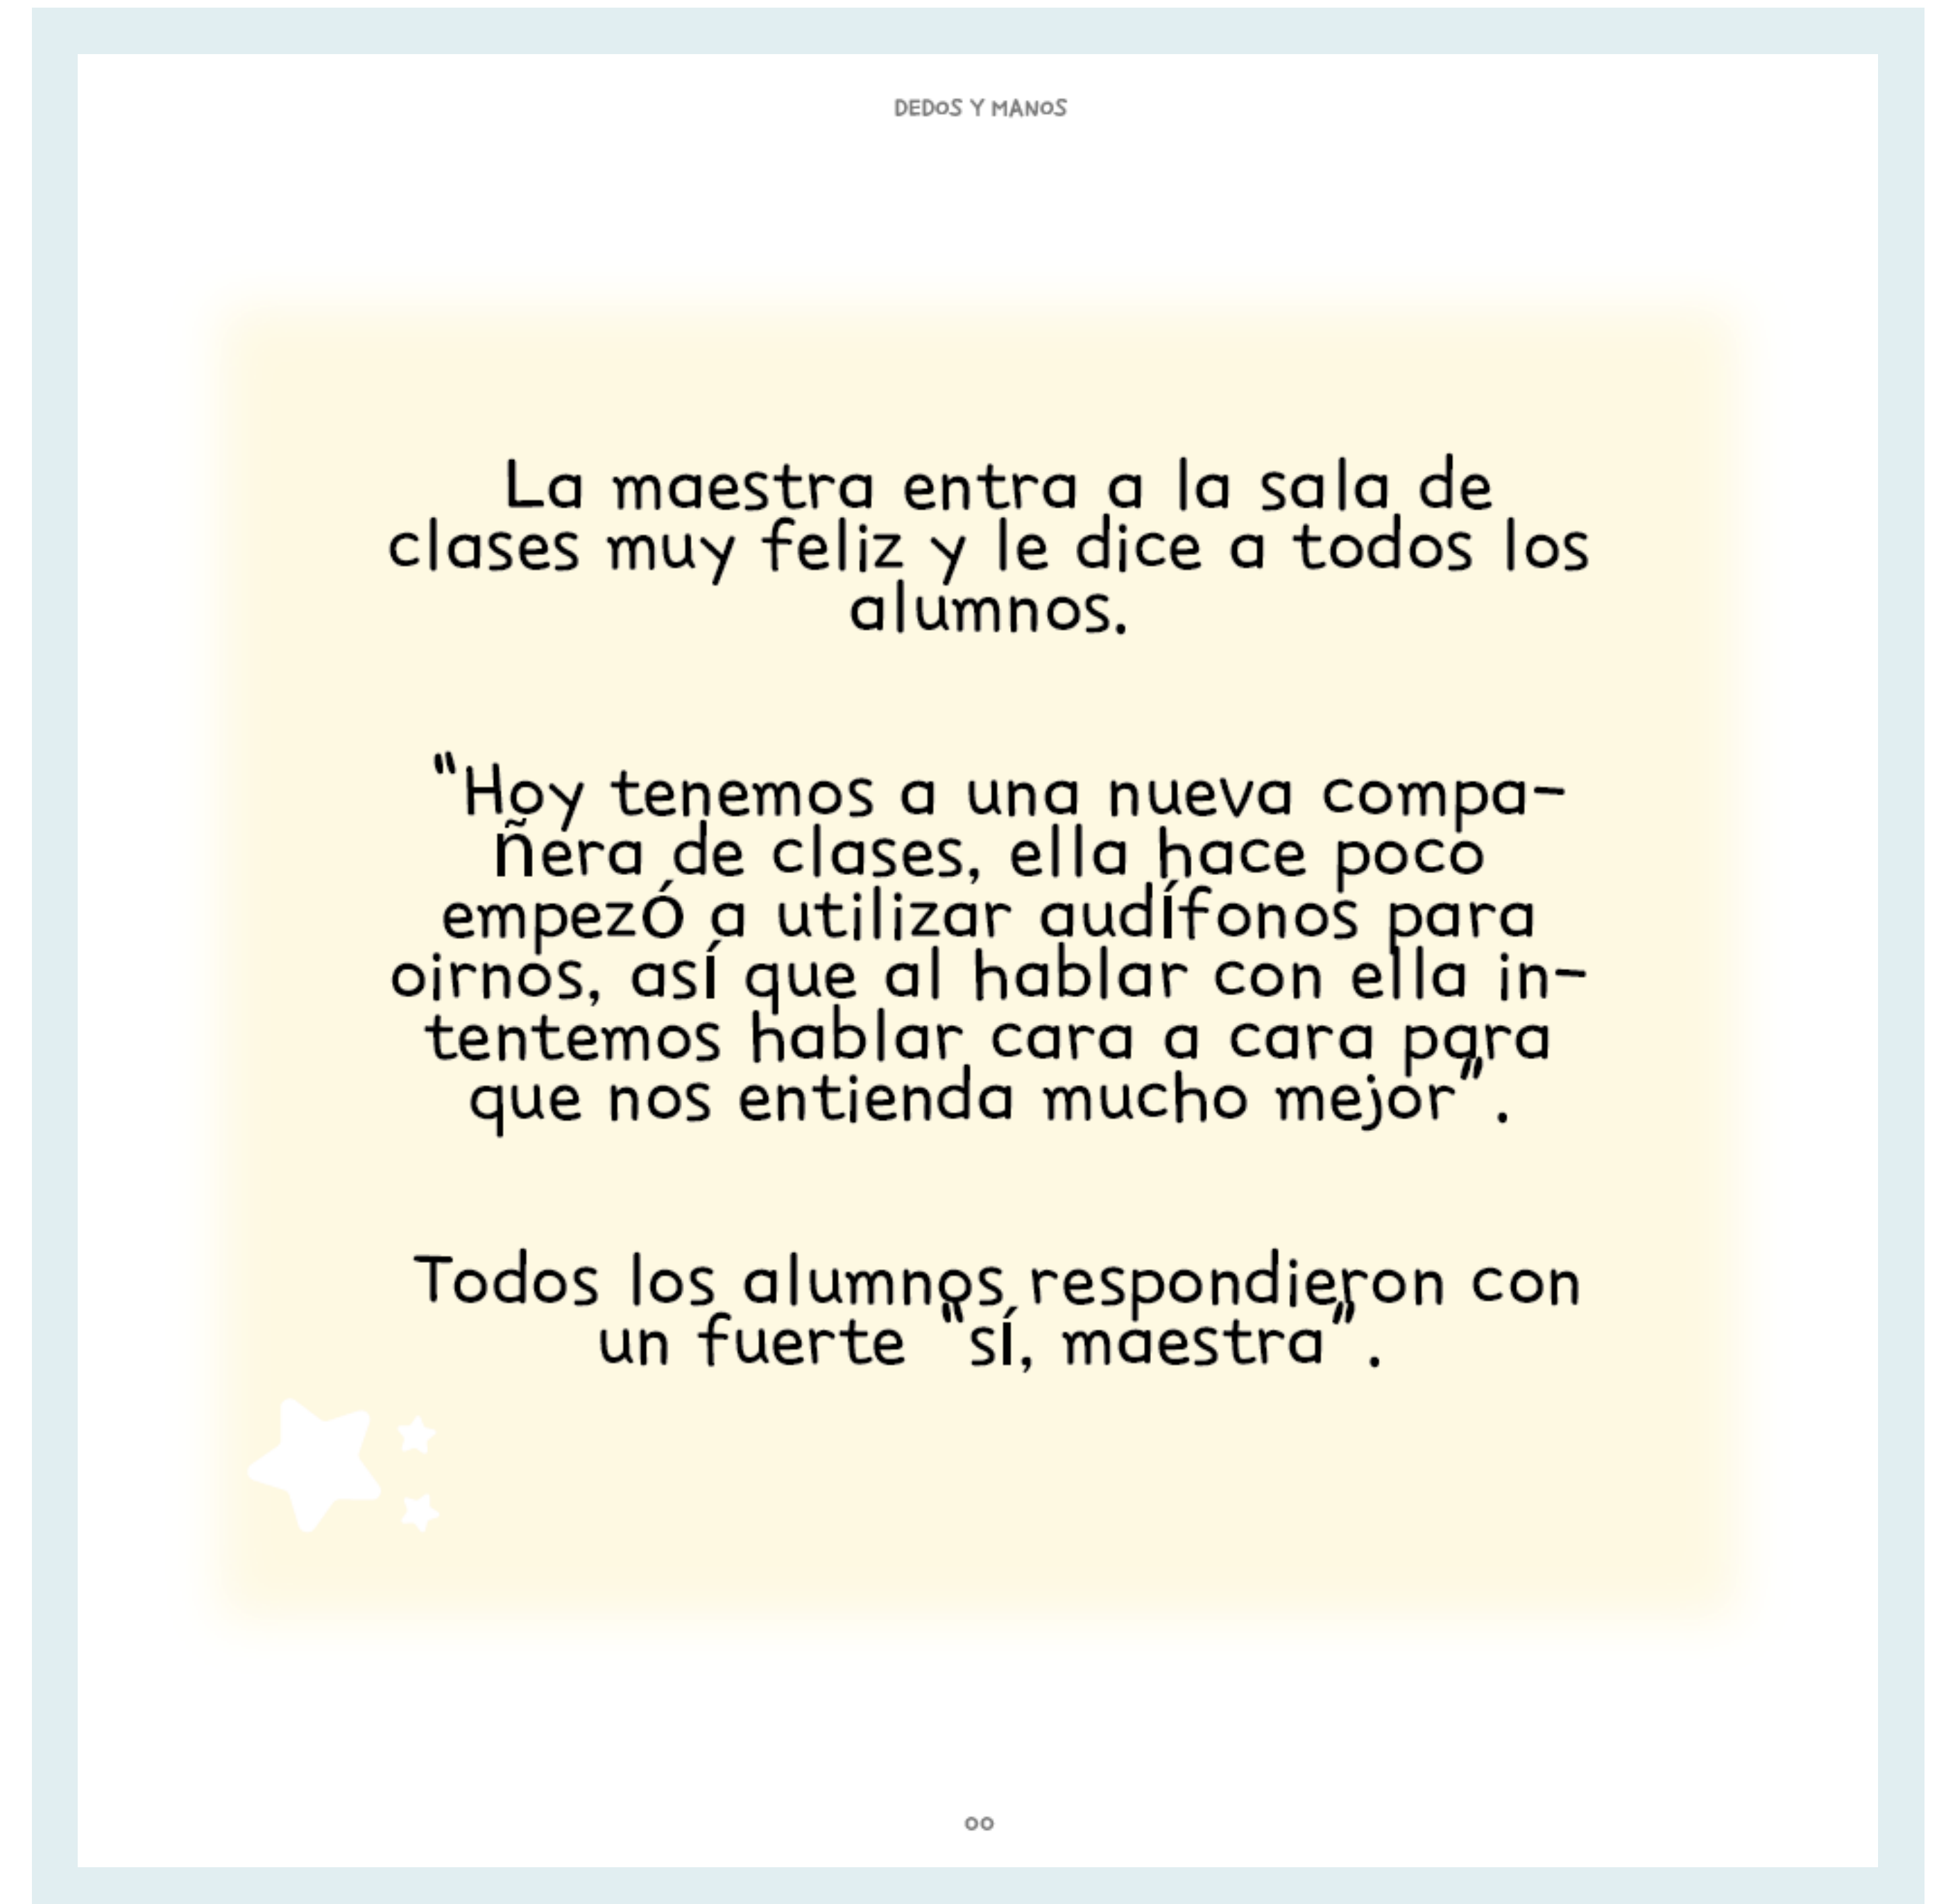 DEDOS Y MANOS
La maestra entra a la sala de
clases muy feliz y le dice a todos los
alumnos.
"Hoy tenemos a una nueva compa-
ñera de clases, ella hace poco
empezó a utilizar audífonos para
oirnos, así que al hablar con ella in-
tentemos hablar cara a cara para
que nos entienda mucho mejor".
Todos los alumnos respondieron con
un fuerte "sí, maestra".
00